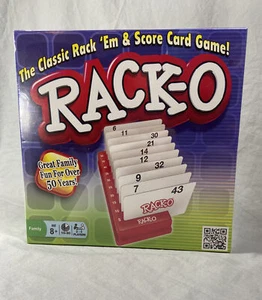 The Classic Rack 'Em & Score Card Game!
RACK-O
Great Family
Fun For Over
50 Years!
6
11
30
21
14
12
32
9
7
43
RACK-O
Family
8+